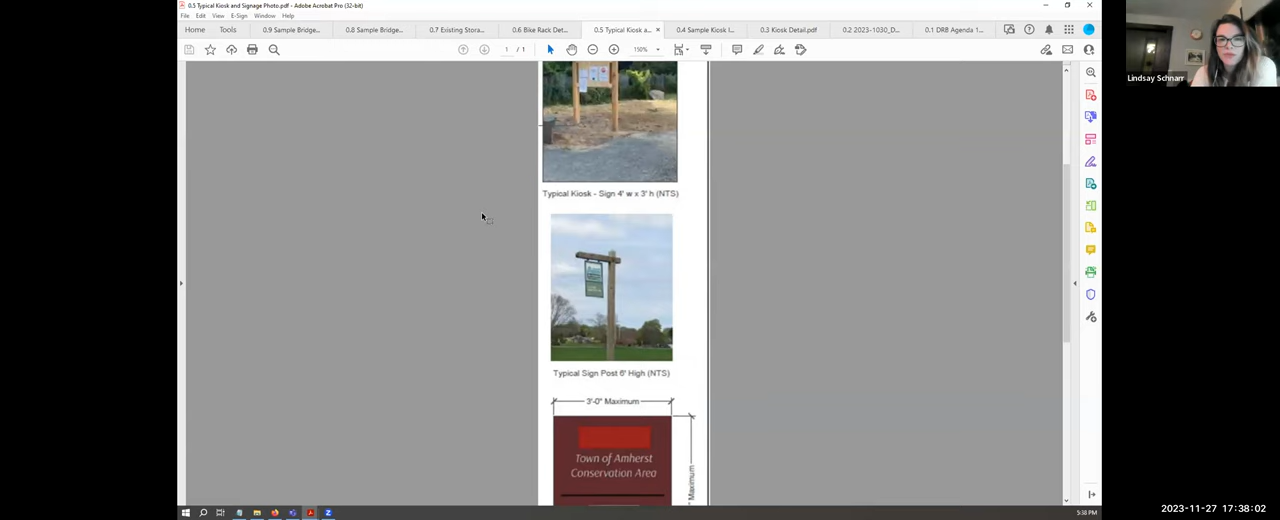 0.5 Typical Kiosk and Signage Photo.pdf - Adobe Acrobat Pro (32-bit)
File Edit View E-Sign Window Help
Home Tools 0.9 Sample Bridge... 0.8 Sample Bridge... 0.7 Existing Stora... 0.6 Bike Rack Det... 0.5 Typical Kiosk a... × 0.4 Sample Kiosk I... 0.3 Kiosk Detail.pdf 0.2 2023-1030_D... 0.1 DRB Agenda 1...
1 / 1 150%
Lindsay Schnarr
Typical Kiosk - Sign 4' w x 3' h (NTS)
Typical Sign Post 6' High (NTS)
3'-0" Maximum
Town of Amherst
Conservation Area
" Maximum
5:38 PM
2023-11-27 17:38:02